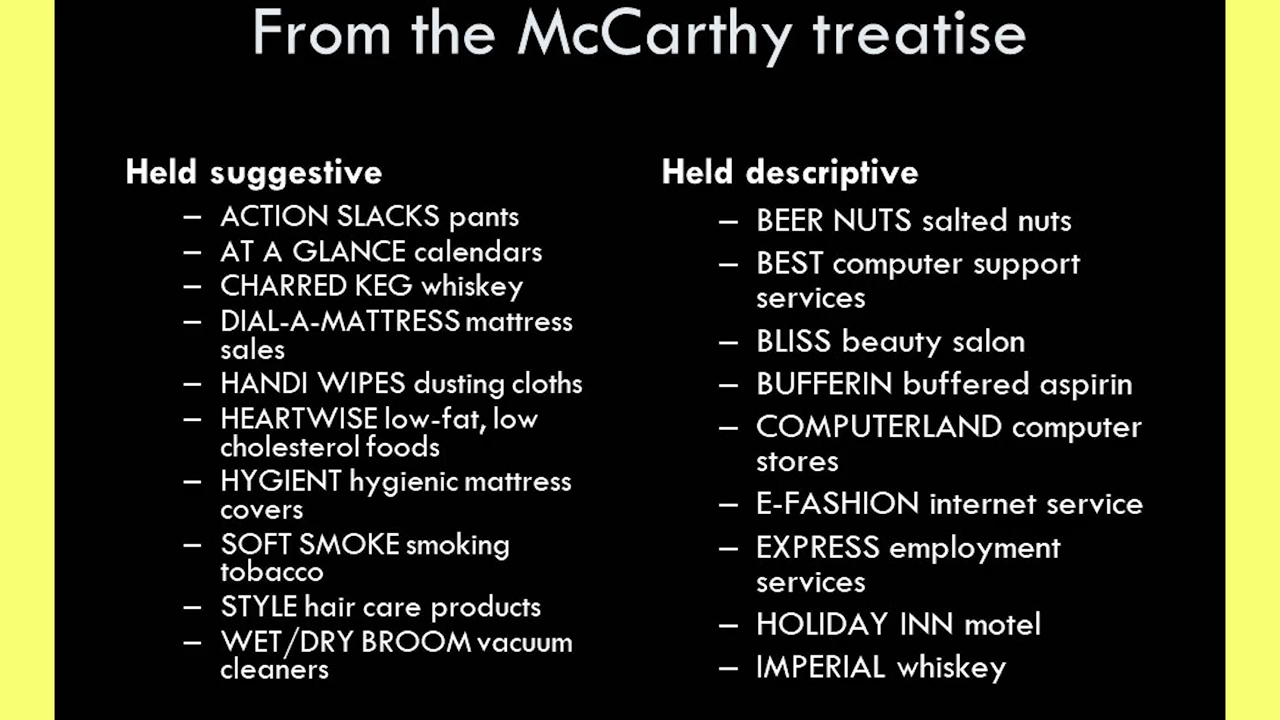 From the McCarthy treatise
Held suggestive
– ACTION SLACKS pants
– AT A GLANCE calendars
– CHARRED KEG whiskey
– DIAL-A-MATTRESS mattress
sales
– HANDI WIPES dusting cloths
– HEARTWISE low-fat, low
cholesterol foods
– HYGIENT hygienic mattress
covers
– SOFT SMOKE smoking
tobacco
– STYLE hair care products
– WET/DRY BROOM vacuum
cleaners
Held descriptive
– BEER NUTS salted nuts
– BEST computer support
services
– BLISS beauty salon
– BUFFERIN buffered aspirin
– COMPUTERLAND computer
stores
– E-FASHION internet service
– EXPRESS employment
services
– HOLIDAY INN motel
– IMPERIAL whiskey